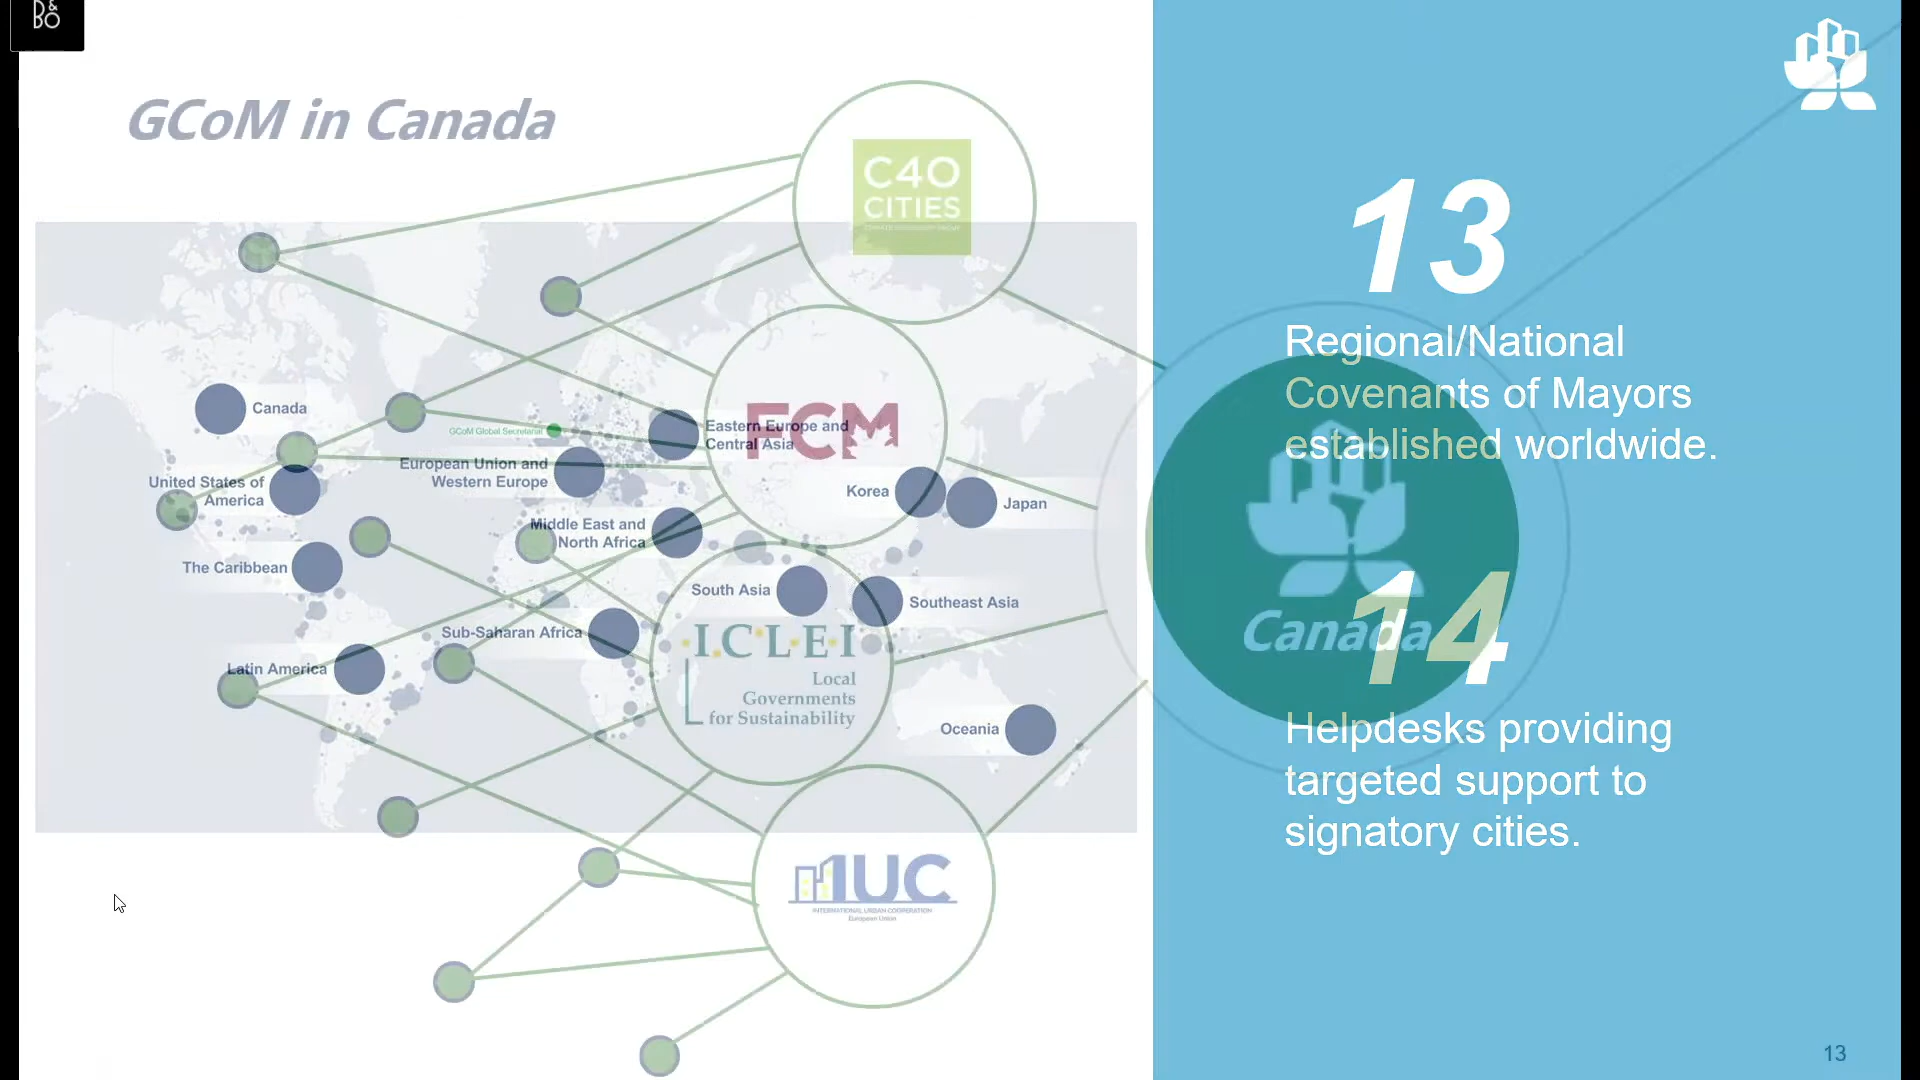 B&
BO
GCoM in Canada
C40
CITIES
13
Regional/National
Covenants of Mayors
established worldwide.
Canada
GCoM Global Secretariat
FCM
Eastern Europe and
Central Asia
European Union and
Western Europe
United States of
America
Korea
Japan
Middle East and
North Africa
The Caribbean
South Asia
Southeast Asia
Sub-Saharan Africa
I.C.L.E.I
Local
Governments
for Sustainability
Latin America
Oceania
Canada
14
Helpdesks providing
targeted support to
signatory cities.
IUC
INTERNATIONAL URBAN COOPERATION
European Union
13